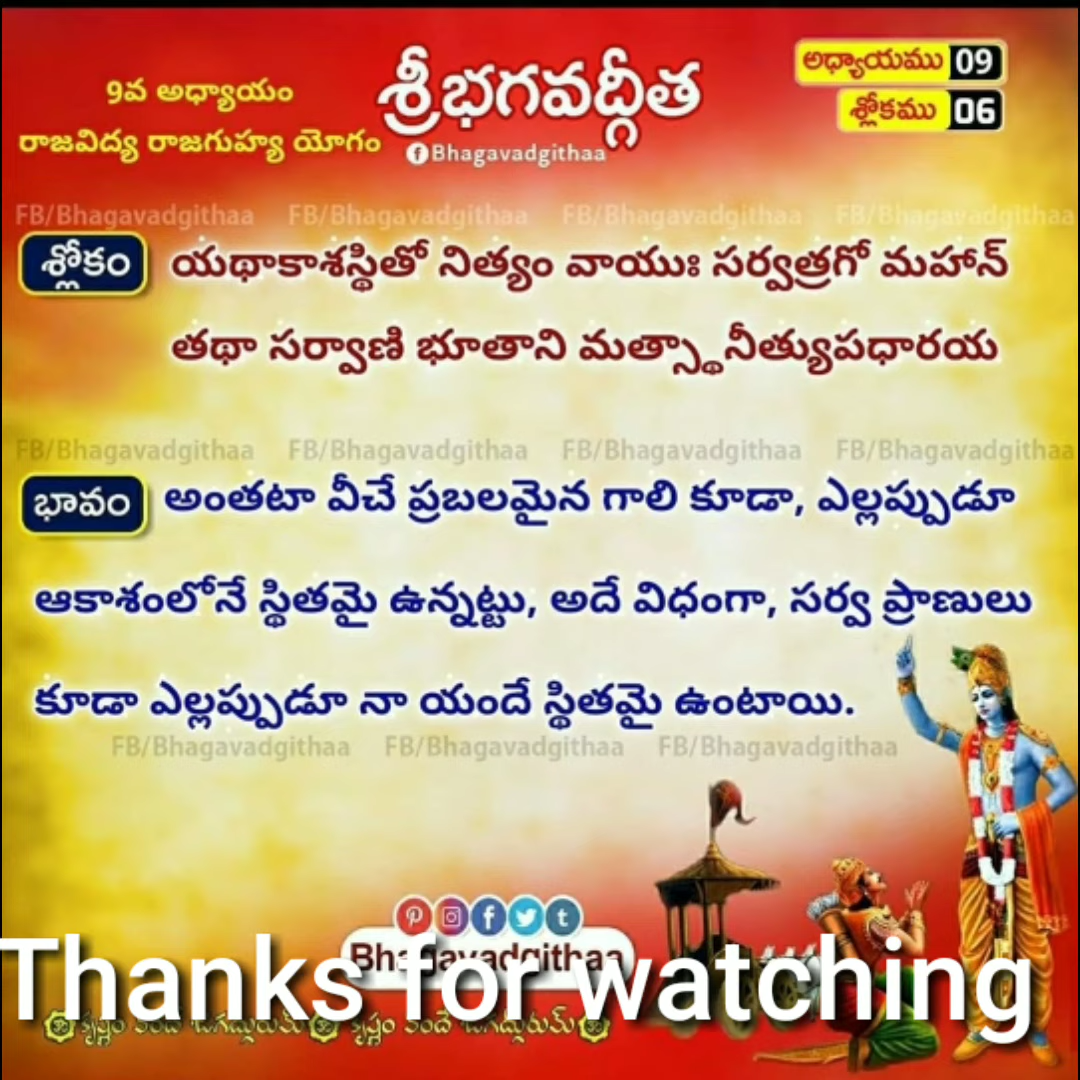 9వ అధ్యాయం
రాజవిద్య రాజగుహ్య యోగం
శ్రీభగవద్గీత
Bhagavadgithaa
అధ్యాయము 09
శ్లోకము 06
FB/Bhagavadgithaa FB/Bhagavadgithaa FB/Bhagavadgithaa FB/Bhagavadgithaa
శ్లోకం యథాకాశస్థితో నిత్యం వాయుః సర్వత్రగో మహాన్
తథా సర్వాణి భూతాని మత్స్థానీత్యుపధారయ
FB/Bhagavadgithaa FB/Bhagavadgithaa FB/Bhagavadgithaa FB/Bhagavadgithaa
భావం అంతటా వీచే ప్రబలమైన గాలి కూడా, ఎల్లప్పుడూ
ఆకాశంలోనే స్థితమై ఉన్నట్టు, అదే విధంగా, సర్వ ప్రాణులు
కూడా ఎల్లప్పుడూ నా యందే స్థితమై ఉంటాయి.
FB/Bhagavadgithaa FB/Bhagavadgithaa FB/Bhagavadgithaa
Bhagavadgithaa
Thanks for watching
కృష్ణం వందే జగద్గురుమ్ కృష్ణం వందే జగద్గురుమ్